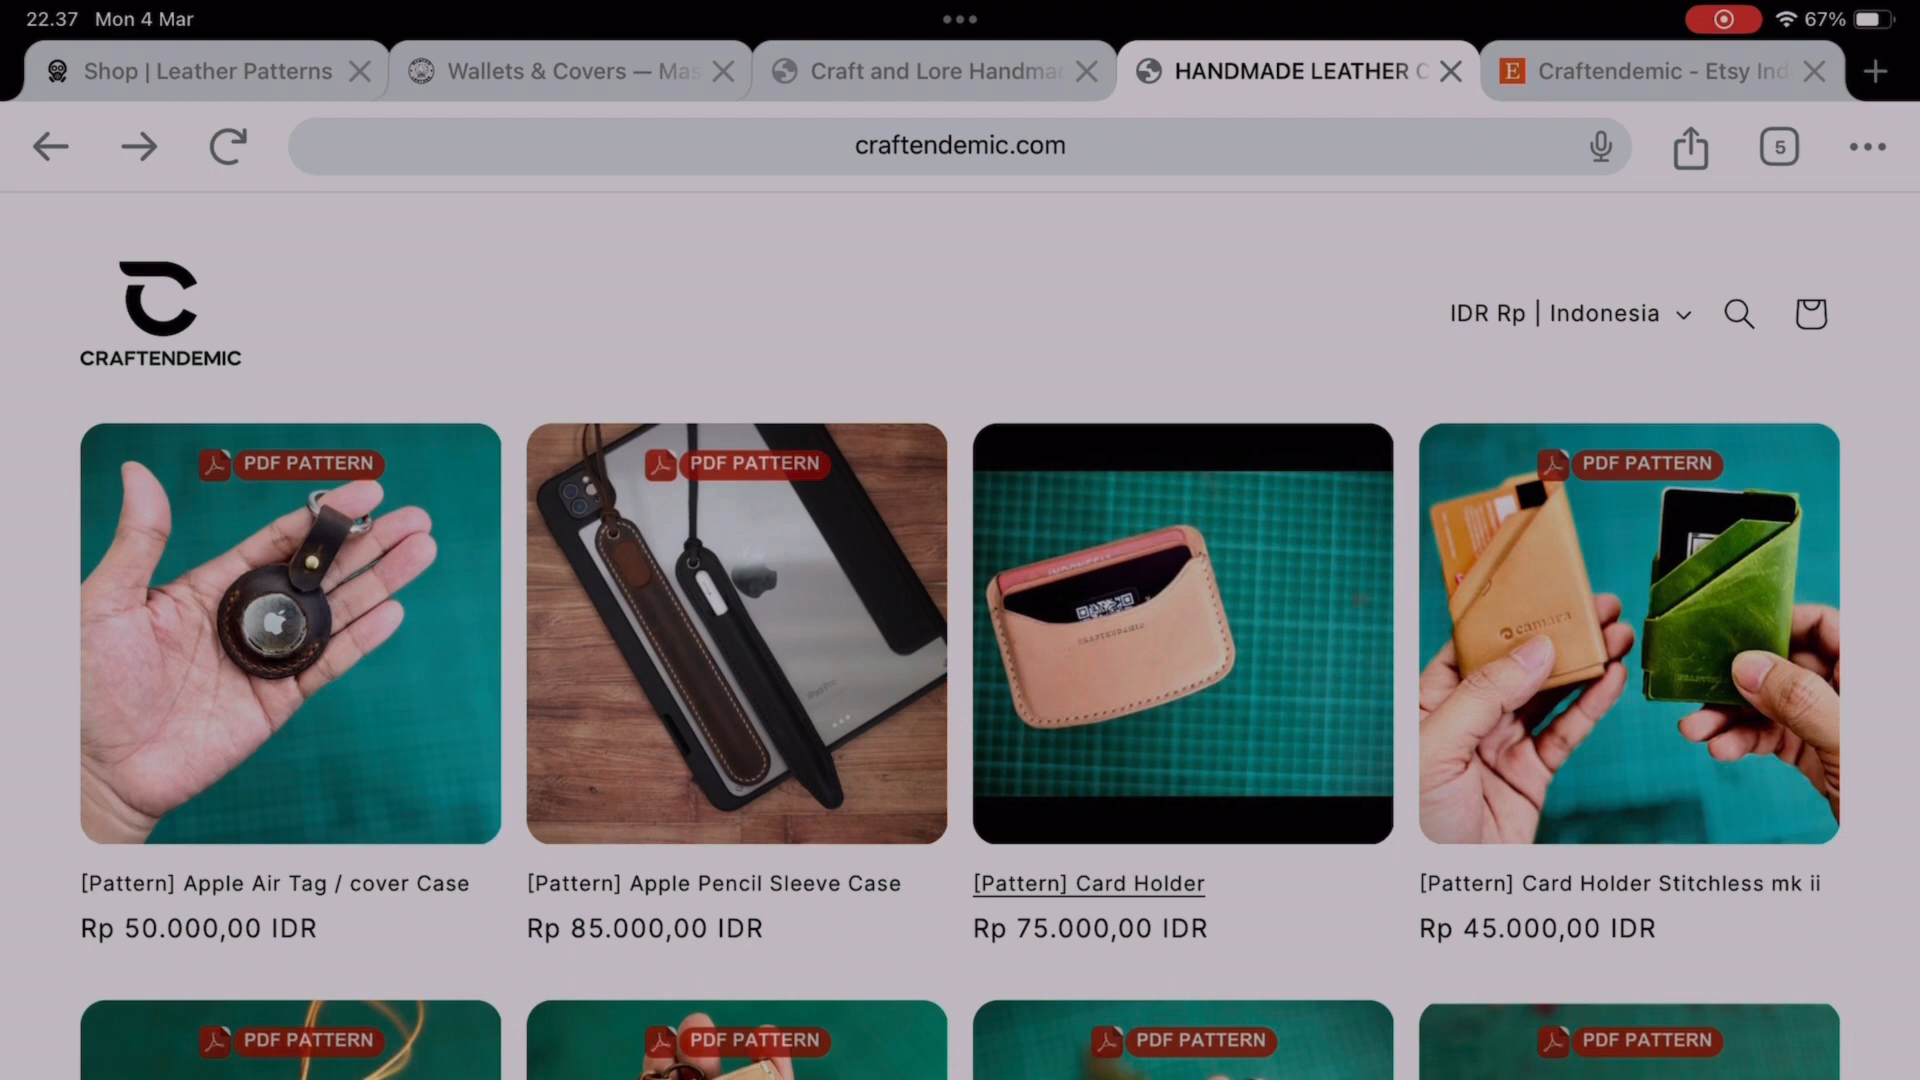 22.37 Mon 4 Mar
67%
Shop | Leather Patterns
Wallets & Covers — Mas
Craft and Lore Handma
HANDMADE LEATHER C
E
Craftendemic - Etsy Ind
craftendemic.com
5
CRAFTENDEMIC
IDR Rp | Indonesia
PDF PATTERN
PDF PATTERN
PDF PATTERN
iPad Pro
CRAFTENDEMIC
camara
[Pattern] Apple Air Tag / cover Case
Rp 50.000,00 IDR
[Pattern] Apple Pencil Sleeve Case
Rp 85.000,00 IDR
[Pattern] Card Holder
Rp 75.000,00 IDR
[Pattern] Card Holder Stitchless mk ii
Rp 45.000,00 IDR
PDF PATTERN
PDF PATTERN
PDF PATTERN
PDF PATTERN